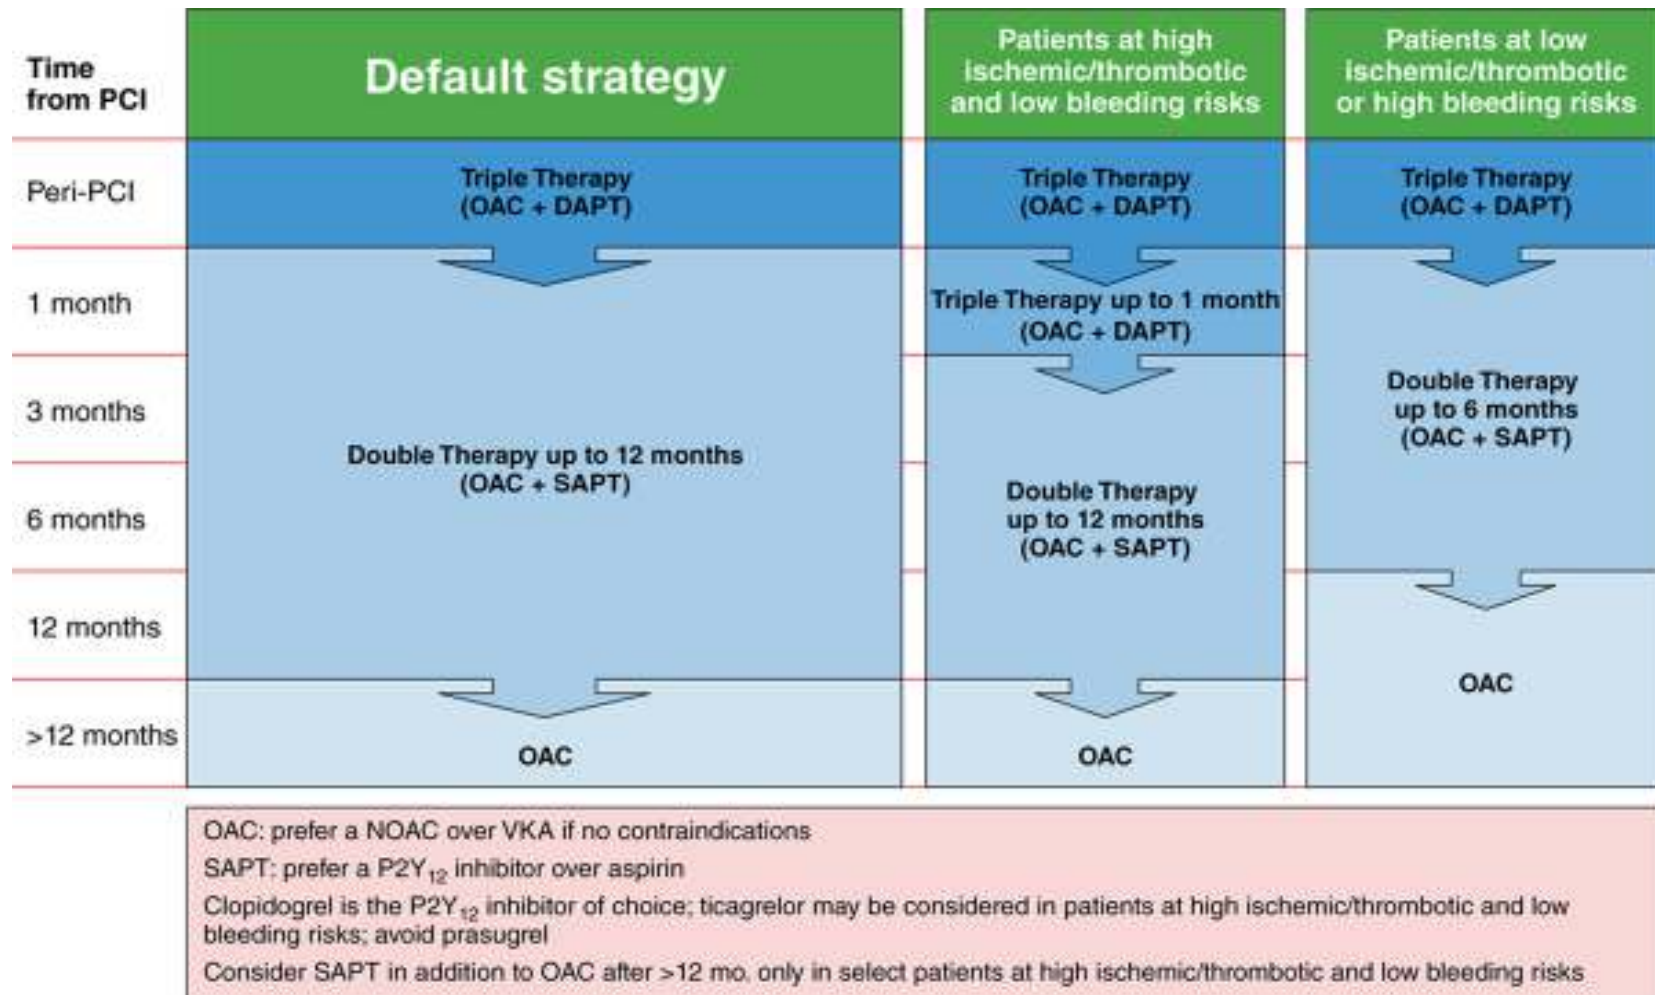 Time
from PCI
Default strategy
Patients at high
ischemic/thrombotic
and low bleeding risks
Patients at low
ischemic/thrombotic
or high bleeding risks
Peri-PCI
Triple Therapy
(OAC + DAPT)
Triple Therapy
(OAC + DAPT)
Triple Therapy
(OAC + DAPT)
1 month
Triple Therapy up to 1 month
(OAC + DAPT)
3 months
Double Therapy up to 12 months
(OAC + SAPT)
Double Therapy
up to 6 months
(OAC + SAPT)
6 months
Double Therapy
up to 12 months
(OAC + SAPT)
12 months
OAC
>12 months
OAC
OAC
OAC: prefer a NOAC over VKA if no contraindications
SAPT: prefer a P2Y₁₂ inhibitor over aspirin
Clopidogrel is the P2Y₁₂ inhibitor of choice; ticagrelor may be considered in patients at high ischemic/thrombotic and low
bleeding risks; avoid prasugrel
Consider SAPT in addition to OAC after >12 mo. only in select patients at high ischemic/thrombotic and low bleeding risks